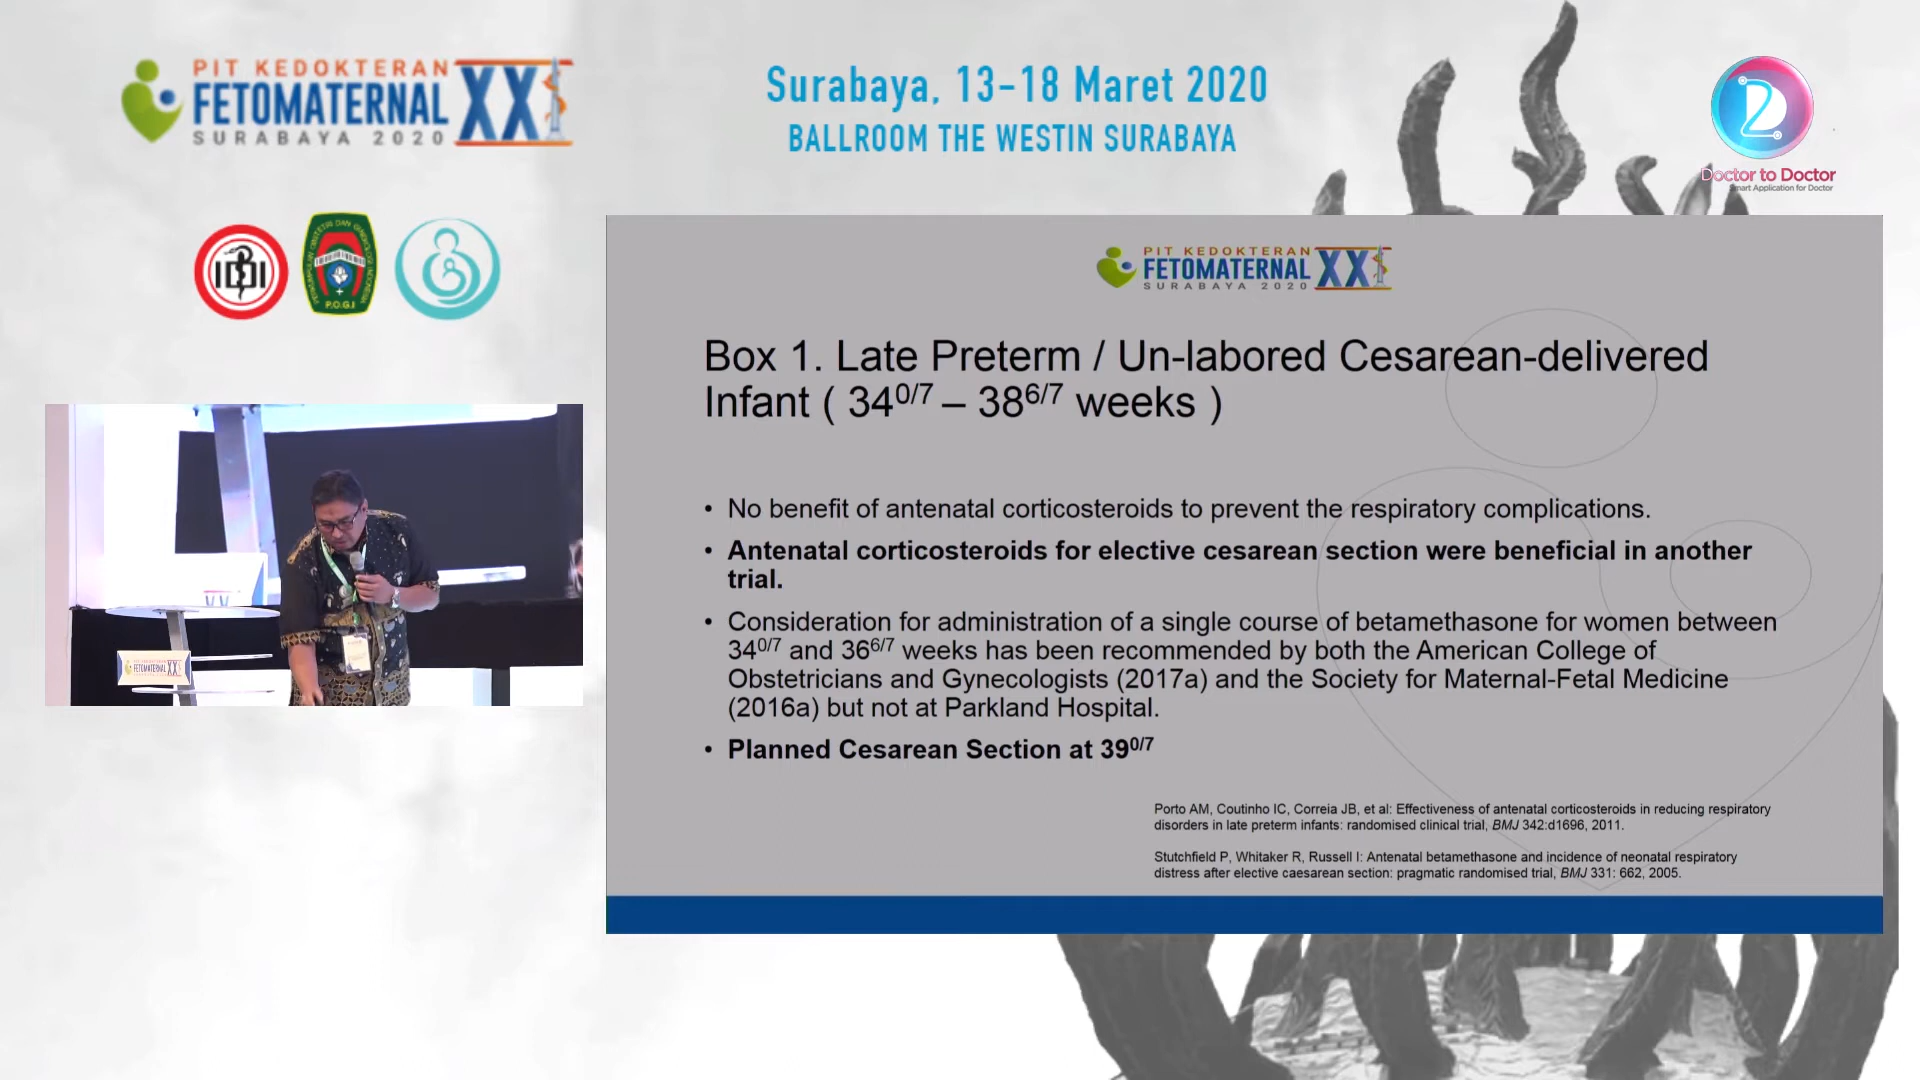 PIT KEDOKTERAN
FETOMATERNAL XXI
SURABAYA 2020
Surabaya, 13-18 Maret 2020
BALLROOM THE WESTIN SURABAYA
Doctor to Doctor
Smart Application for Doctor
IDI
PERKUMPULAN OBSTETRI DAN GINEKOLOGI INDONESIA
P.O.G.I
PIT KEDOKTERAN
FETOMATERNAL XXI
SURABAYA 2020
Box 1. Late Preterm / Un-labored Cesarean-delivered
Infant ( 34⁰/⁷ – 38⁶/⁷ weeks )
• No benefit of antenatal corticosteroids to prevent the respiratory complications.
• Antenatal corticosteroids for elective cesarean section were beneficial in another
trial.
• Consideration for administration of a single course of betamethasone for women between
34⁰/⁷ and 36⁶/⁷ weeks has been recommended by both the American College of
Obstetricians and Gynecologists (2017a) and the Society for Maternal-Fetal Medicine
(2016a) but not at Parkland Hospital.
• Planned Cesarean Section at 39⁰/⁷
Porto AM, Coutinho IC, Correia JB, et al: Effectiveness of antenatal corticosteroids in reducing respiratory
disorders in late preterm infants: randomised clinical trial, BMJ 342:d1696, 2011.
Stutchfield P, Whitaker R, Russell I: Antenatal betamethasone and incidence of neonatal respiratory
distress after elective caesarean section: pragmatic randomised trial, BMJ 331: 662, 2005.
FETOMATERNAL XXI